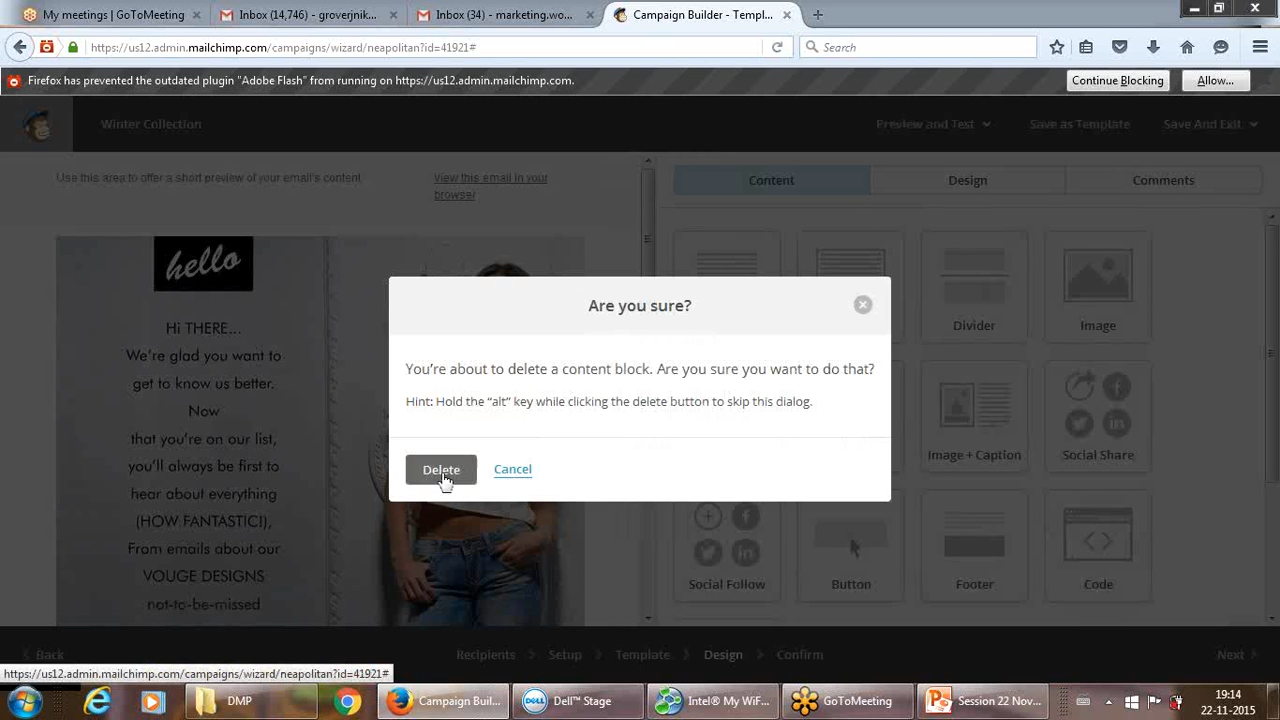 My meetings | GoToMeeting
Inbox (14,746) - grovejnik...
Inbox (34) - marketing.wo...
Campaign Builder - Templ...
https://us12.admin.mailchimp.com/campaigns/wizard/neapolitan?id=41921#
Search
Firefox has prevented the outdated plugin "Adobe Flash" from running on https://us12.admin.mailchimp.com.
Continue Blocking
Allow...
Winter Collection
Preview and Test
Save as Template
Save And Exit
Use this area to offer a short preview of your email's content.
View this email in your
browser
Content
Design
Comments
hello
Hi THERE...
We're glad you want to
get to know us better.
Now
that you're on our list,
you'll always be first to
hear about everything
(HOW FANTASTIC!),
From emails about our
VOUGE DESIGNS
not-to-be-missed
Are you sure?
You're about to delete a content block. Are you sure you want to do that?
Hint: Hold the "alt" key while clicking the delete button to skip this dialog.
Delete
Cancel
Divider
Image
Image + Caption
Social Share
Social Follow
Button
Footer
Code
Back
Recipients
Setup
Template
Design
Confirm
Next
https://us12.admin.mailchimp.com/campaigns/wizard/neapolitan?id=41921#
DMP
Campaign Buil...
DELL
Dell™ Stage
Intel® My WiF...
GoToMeeting
Session 22 Nov...
19:14
22-11-2015